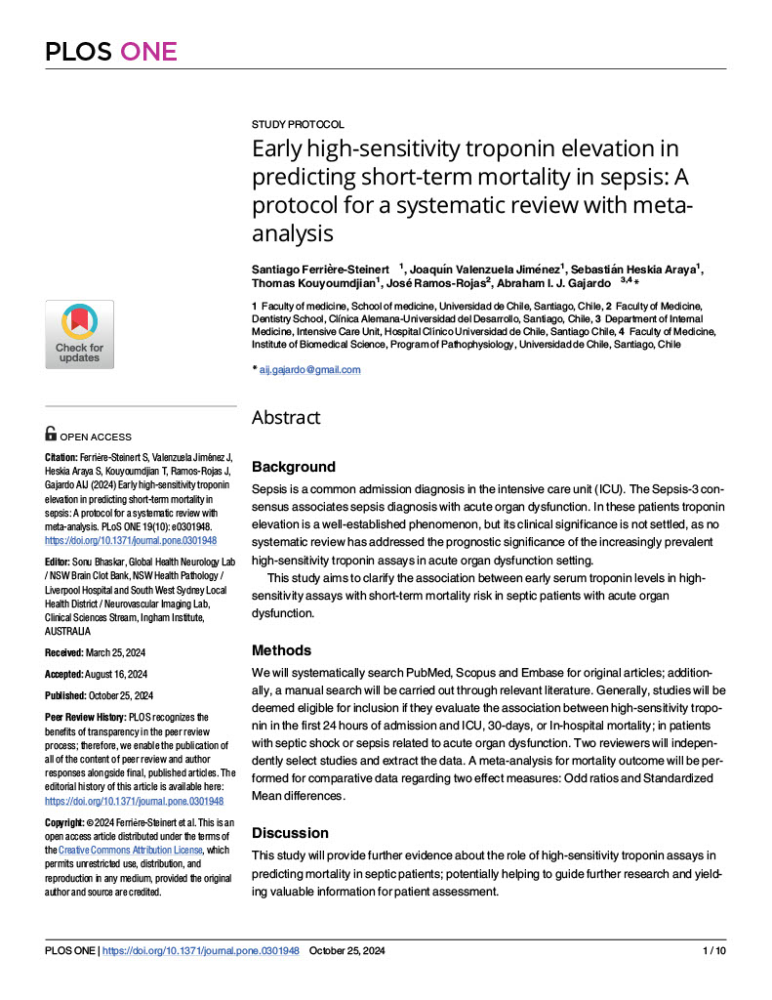 PLOS ONE
STUDY PROTOCOL
Early high-sensitivity troponin elevation in
predicting short-term mortality in sepsis: A
protocol for a systematic review with meta-
analysis
Santiago Ferrière-Steinert 1, Joaquín Valenzuela Jiménez1, Sebastián Heskia Araya1,
Thomas Kouyoumdjian1, José Ramos-Rojas2, Abraham I. J. Gajardo 3,4*
1 Faculty of medicine, School of medicine, Universidad de Chile, Santiago, Chile, 2 Faculty of Medicine,
Dentistry School, Clínica Alemana-Universidad del Desarrollo, Santiago, Chile, 3 Department of Internal
Medicine, Intensive Care Unit, Hospital Clínico Universidad de Chile, Santiago Chile, 4 Faculty of Medicine,
Institute of Biomedical Science, Program of Pathophysiology, Universidad de Chile, Santiago, Chile
* aij.gajardo@gmail.com
Check for
updates
OPEN ACCESS
Citation: Ferrière-Steinert S, Valenzuela Jiménez J,
Heskia Araya S, Kouyoumdjian T, Ramos-Rojas J,
Gajardo AIJ (2024) Early high-sensitivity troponin
elevation in predicting short-term mortality in
sepsis: A protocol for a systematic review with
meta-analysis. PLoS ONE 19(10): e0301948.
https://doi.org/10.1371/journal.pone.0301948
Editor: Sonu Bhaskar, Global Health Neurology Lab
/ NSW Brain Clot Bank, NSW Health Pathology /
Liverpool Hospital and South West Sydney Local
Health District / Neurovascular Imaging Lab,
Clinical Sciences Stream, Ingham Institute,
AUSTRALIA
Received: March 25, 2024
Accepted: August 16, 2024
Published: October 25, 2024
Peer Review History: PLOS recognizes the
benefits of transparency in the peer review
process; therefore, we enable the publication of
all of the content of peer review and author
responses alongside final, published articles. The
editorial history of this article is available here:
https://doi.org/10.1371/journal.pone.0301948
Copyright: © 2024 Ferrière-Steinert et al. This is an
open access article distributed under the terms of
the Creative Commons Attribution License, which
permits unrestricted use, distribution, and
reproduction in any medium, provided the original
author and source are credited.
Abstract
Background
Sepsis is a common admission diagnosis in the intensive care unit (ICU). The Sepsis-3 con-
sensus associates sepsis diagnosis with acute organ dysfunction. In these patients troponin
elevation is a well-established phenomenon, but its clinical significance is not settled, as no
systematic review has addressed the prognostic significance of the increasingly prevalent
high-sensitivity troponin assays in acute organ dysfunction setting.
This study aims to clarify the association between early serum troponin levels in high-
sensitivity assays with short-term mortality risk in septic patients with acute organ
dysfunction.
Methods
We will systematically search PubMed, Scopus and Embase for original articles; addition-
ally, a manual search will be carried out through relevant literature. Generally, studies will be
deemed eligible for inclusion if they evaluate the association between high-sensitivity tropo-
nin in the first 24 hours of admission and ICU, 30-days, or In-hospital mortality; in patients
with septic shock or sepsis related to acute organ dysfunction. Two reviewers will indepen-
dently select studies and extract the data. A meta-analysis for mortality outcome will be per-
formed for comparative data regarding two effect measures: Odd ratios and Standardized
Mean differences.
Discussion
This study will provide further evidence about the role of high-sensitivity troponin assays in
predicting mortality in septic patients; potentially helping to guide further research and yield-
ing valuable information for patient assessment.
PLOS ONE | https://doi.org/10.1371/journal.pone.0301948 October 25, 2024
1 / 10